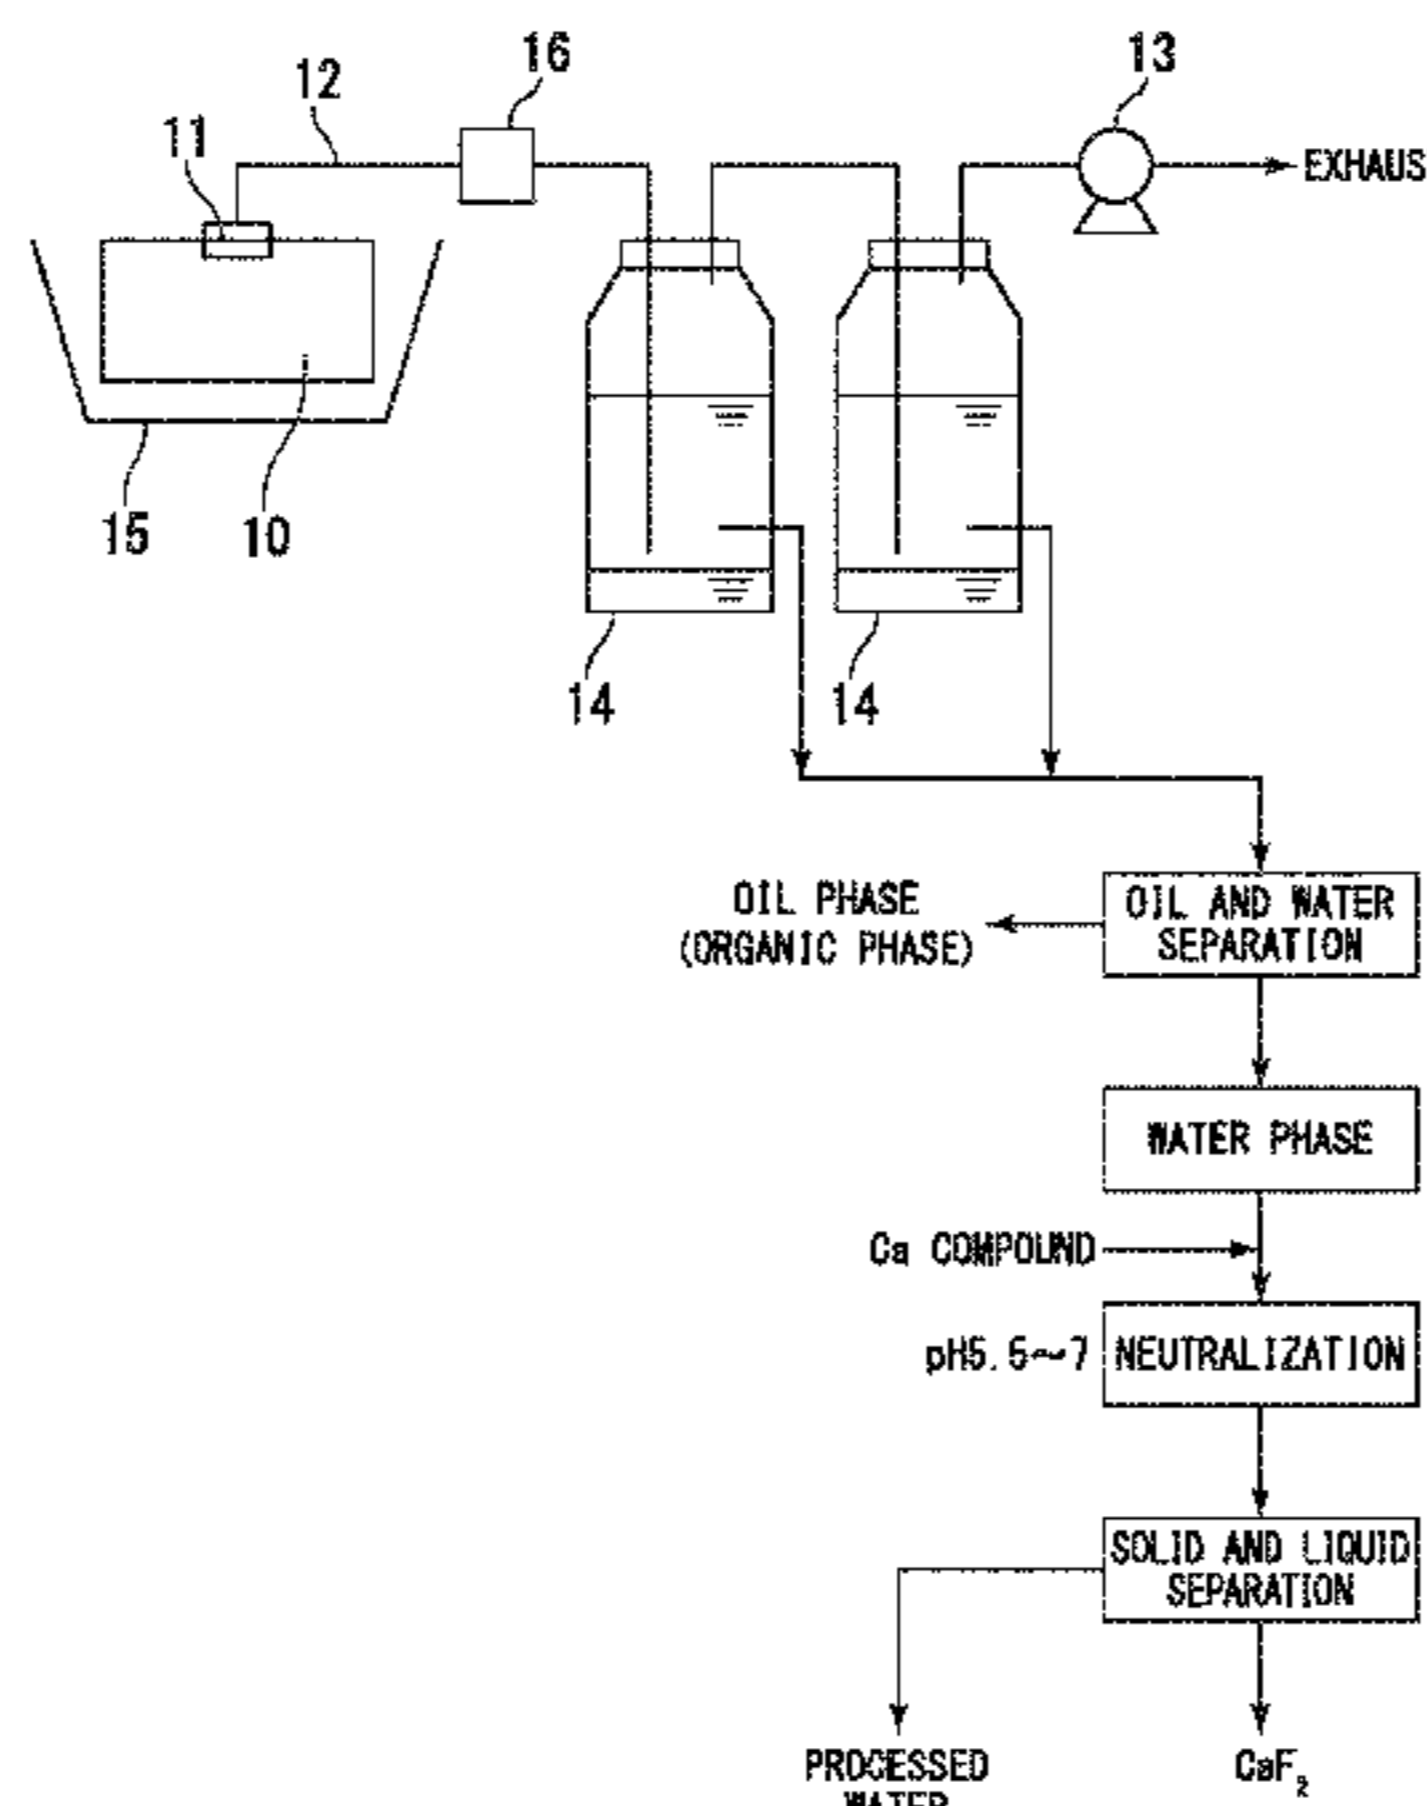 16
13
12
11
EXHAUS
15
10
14
14
OIL PHASE
(ORGANIC PHASE)
OIL AND WATER
SEPARATION
WATER PHASE
Ca COMPOUND
pH5.5~7
NEUTRALIZATION
SOLID AND LIQUID
SEPARATION
PROCESSED
WATER
CaF₂